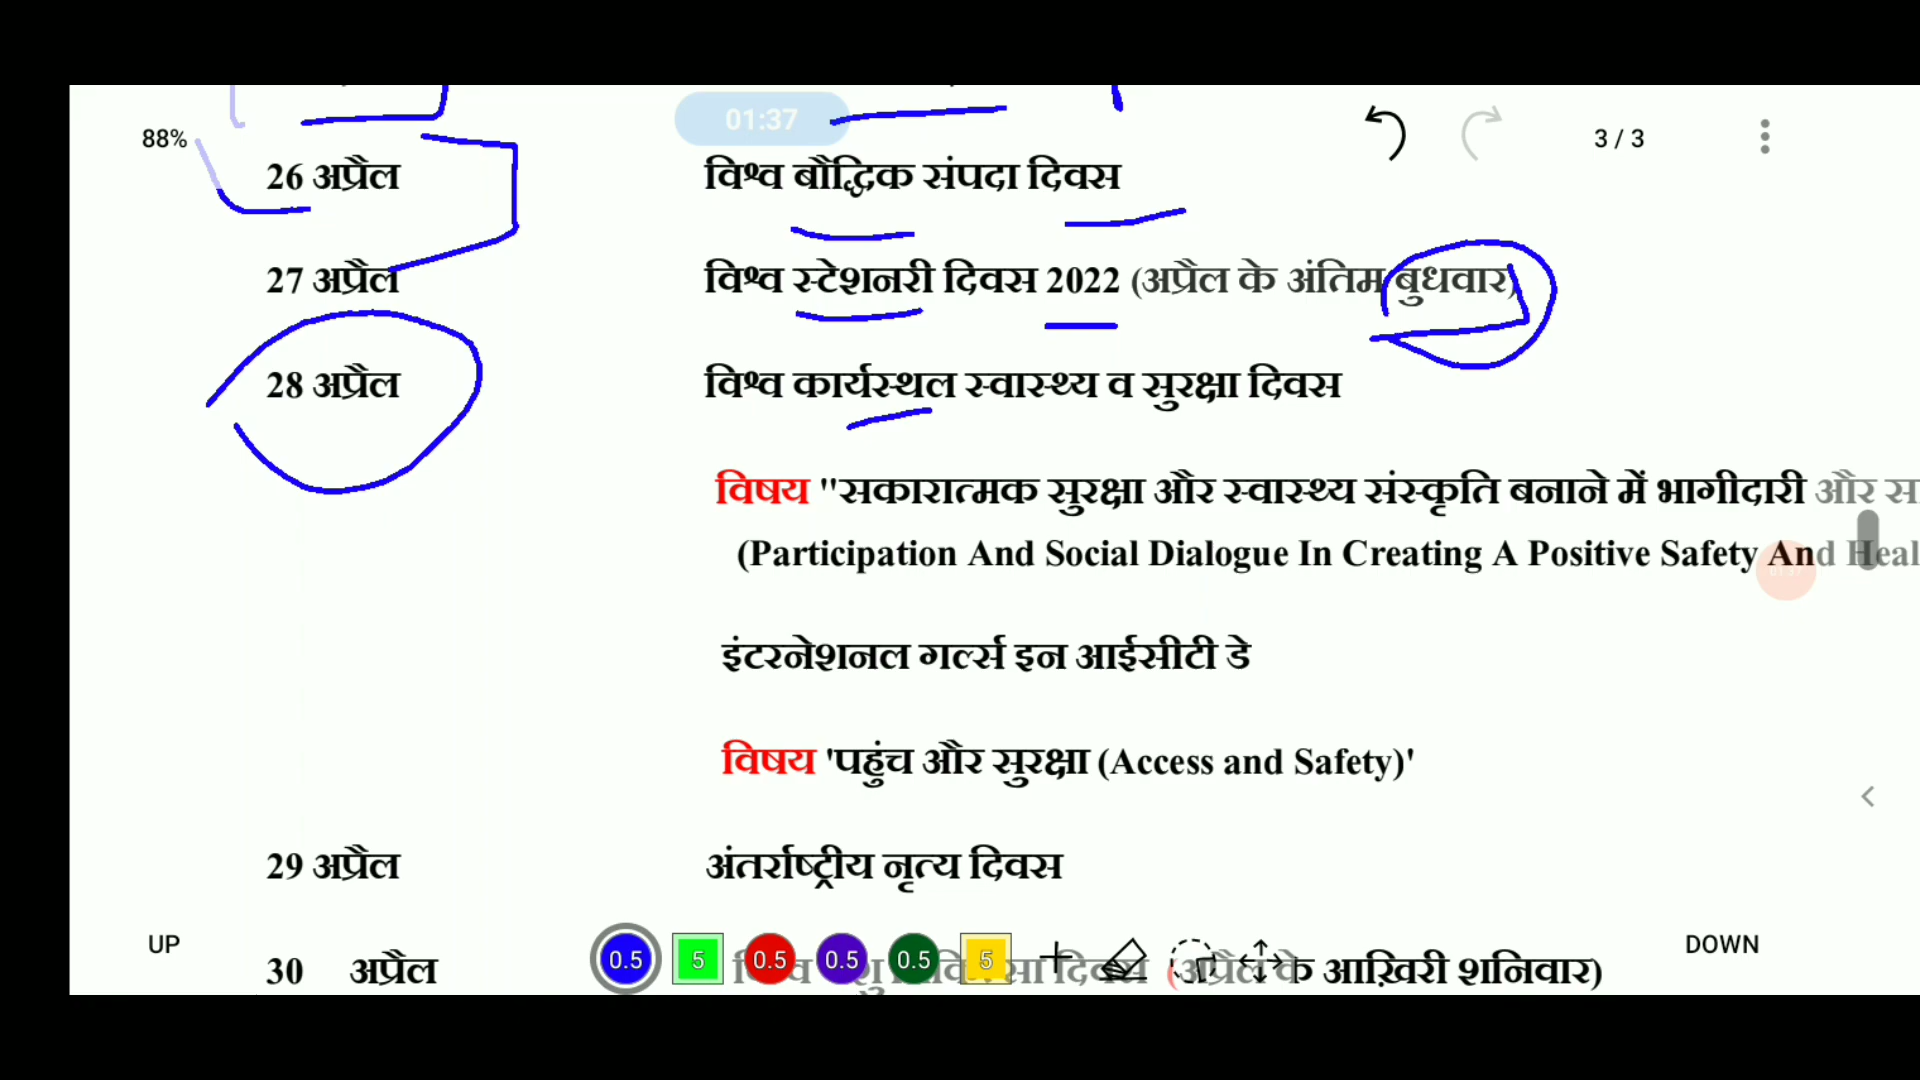 01:37
88%
3 / 3
26 अप्रैल विश्व बौद्धिक संपदा दिवस
27 अप्रैल विश्व स्टेशनरी दिवस 2022 (अप्रैल के अंतिम बुधवार)
28 अप्रैल विश्व कार्यस्थल स्वास्थ्य व सुरक्षा दिवस
विषय "सकारात्मक सुरक्षा और स्वास्थ्य संस्कृति बनाने में भागीदारी और
(Participation And Social Dialogue In Creating A Positive Safety And
इंटरनेशनल गर्ल्स इन आईसीटी डे
विषय 'पहुंच और सुरक्षा (Access and Safety)'
29 अप्रैल अंतर्राष्ट्रीय नृत्य दिवस
UP
0.5 5 0.5 0.5 0.5 5
DOWN
30 अप्रैल दिवस (अप्रैल के आख़िरी शनिवार)